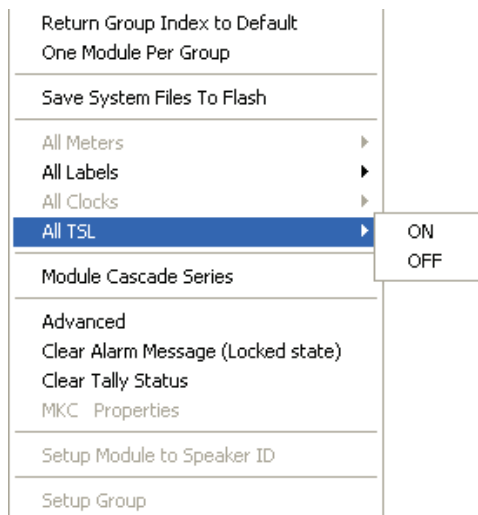 Return Group Index to Default
One Module Per Group
Save System Files To Flash
All Meters
All Labels
All Clocks
All TSL
ON
OFF
Module Cascade Series
Advanced
Clear Alarm Message (Locked state)
Clear Tally Status
MKC Properties
Setup Module to Speaker ID
Setup Group